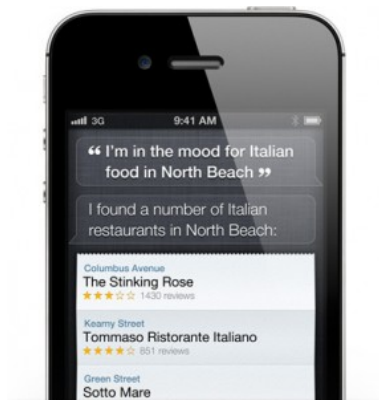 3G 9:41 AM
“ I'm in the mood for Italian
food in North Beach ”
I found a number of Italian
restaurants in North Beach:
Columbus Avenue
The Stinking Rose
1430 reviews
Kearny Street
Tommaso Ristorante Italiano
851 reviews
Green Street
Sotto Mare